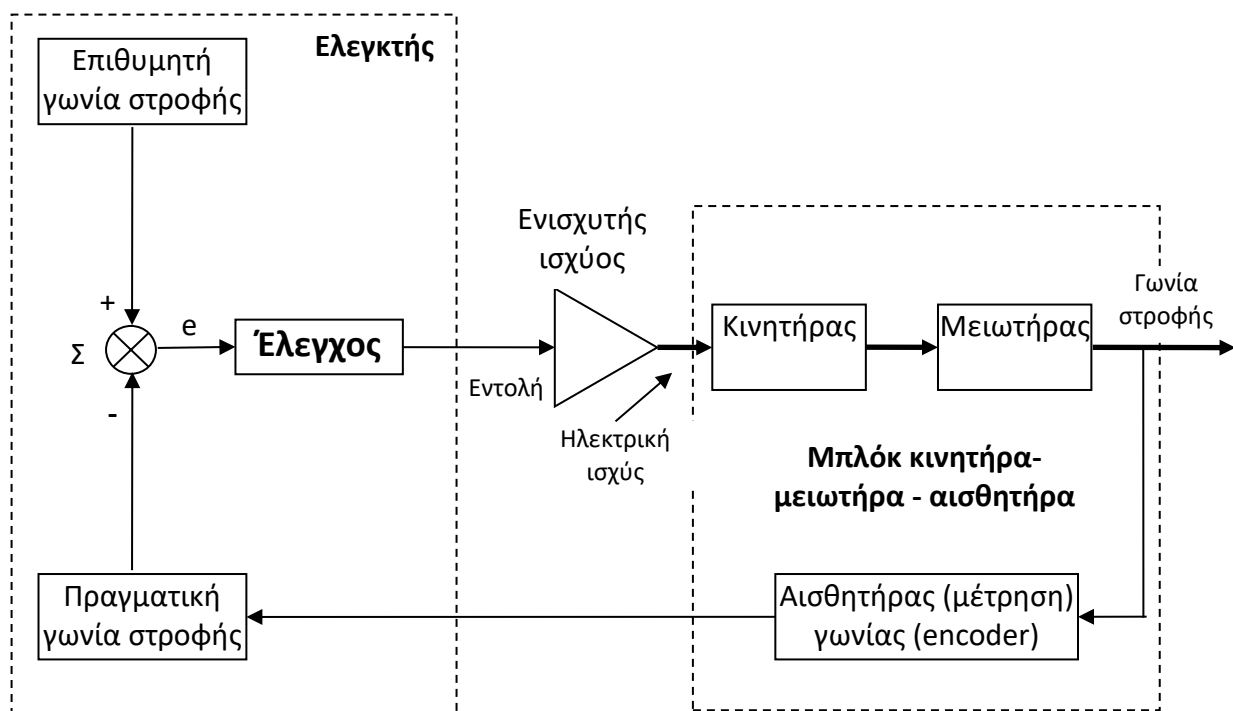 Ελεγκτής
Επιθυμητή
γωνία στροφής
Ενισχυτής
ισχύος
Γωνία
στροφής
+
Σ
e
Έλεγχος
Κινητήρας
Μειωτήρας
Εντολή
-
Ηλεκτρική
ισχύς
Μπλόκ κινητήρα-
μειωτήρα - αισθητήρα
Πραγματική
γωνία στροφής
Αισθητήρας (μέτρηση)
γωνίας (encoder)